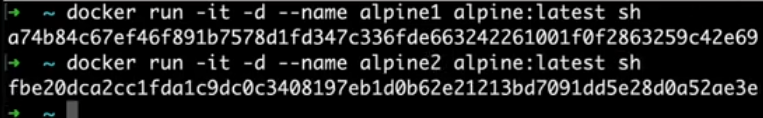 ➜  ~ docker run -it -d --name alpine1 alpine:latest sh
a74b84c67ef46f891b7578d1fd347c336fde663242261001f0f2863259c42e69
➜  ~ docker run -it -d --name alpine2 alpine:latest sh
fbe20dca2cc1fda1c9dc0c3408197eb1d0b62e21213bd7091dd5e28d0a52ae3e
➜  ~